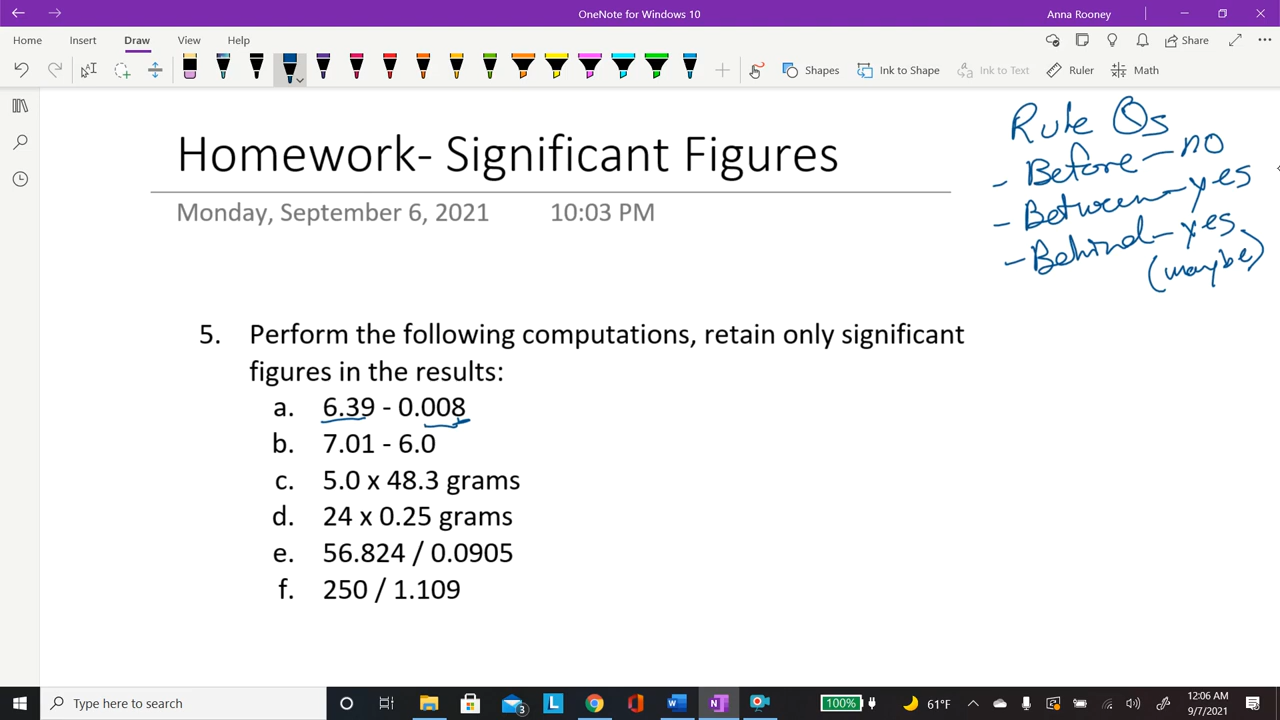 OneNote for Windows 10
Anna Rooney
Home Insert Draw View Help
Share
Shapes Ink to Shape Ink to Text Ruler Math
Rule Os
- Before - no
- Between - yes
- Behind - yes
(maybe)
Homework- Significant Figures
Monday, September 6, 2021 10:03 PM
5. Perform the following computations, retain only significant
figures in the results:
a. 6.39 - 0.008
b. 7.01 - 6.0
c. 5.0 x 48.3 grams
d. 24 x 0.25 grams
e. 56.824 / 0.0905
f. 250 / 1.109
Type here to search
3
L
W
N
100%
61°F
12:06 AM
9/7/2021